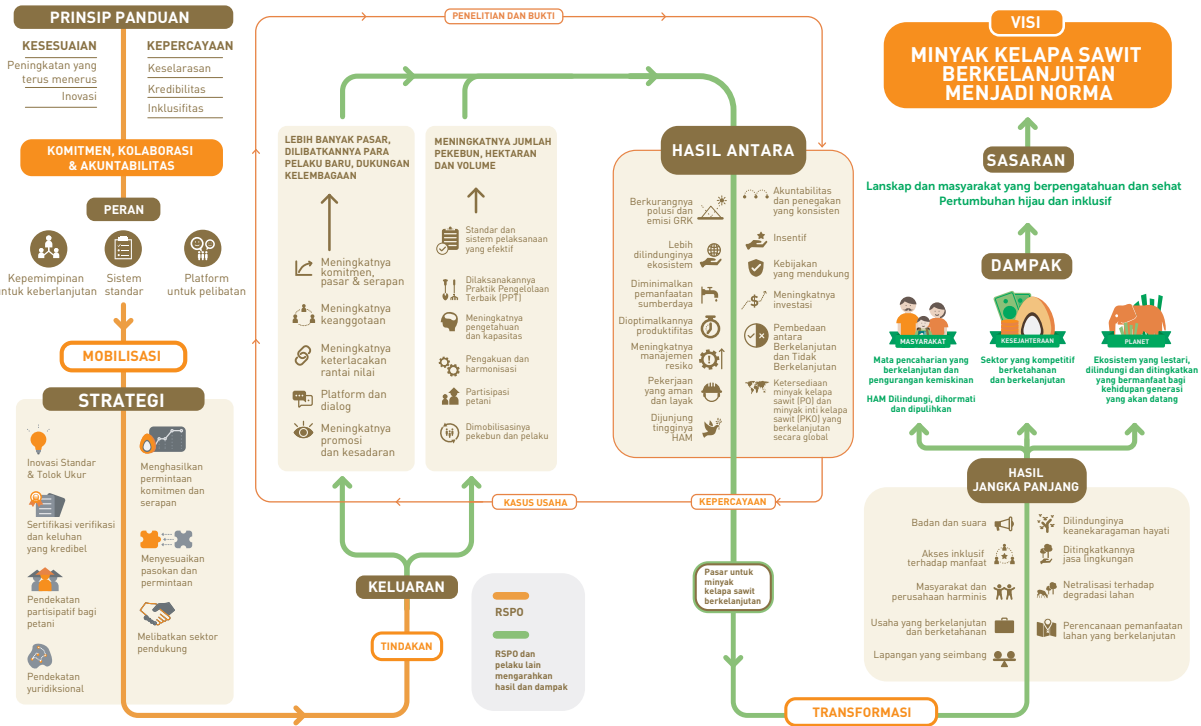 PRINSIP PANDUAN
KESESUAIAN
Peningkatan yang
terus menerus
Inovasi
KEPERCAYAAN
Keselarasan
Kredibilitas
Inklusifitas
KOMITMEN, KOLABORASI
& AKUNTABILITAS
PERAN
Kepemimpinan
untuk keberlanjutan
Sistem
standar
Platform
untuk pelibatan
MOBILISASI
STRATEGI
Inovasi Standar
& Tolok Ukur
Sertifikasi verifikasi
dan keluhan
yang kredibel
Pendekatan
partisipatif bagi
petani
Pendekatan
yuridiksional
Menghasilkan
permintaan
komitmen dan
serapan
Menyesuaikan
pasokan dan
permintaan
Melibatkan sektor
pendukung
PENELITIAN DAN BUKTI
LEBIH BANYAK PASAR,
DILIBATKANNYA PARA
PELAKU BARU, DUKUNGAN
KELEMBAGAAN
Meningkatnya
komitmen,
pasar & serapan
Meningkatnya
keanggotaan
Meningkatnya
keterlacakan
rantai nilai
Platform dan
dialog
Meningkatnya
promosi
dan kesadaran
MENINGKATNYA JUMLAH
PEKEBUN, HEKTARAN
DAN VOLUME
Standar dan
sistem pelaksanaan
yang efektif
Dilaksanakannya
Praktik Pengelolaan
Terbaik (PPT)
Meningkatnya
pengetahuan
dan kapasitas
Pengakuan dan
harmonisasi
Partisipasi
petani
Dimobilisasinya
pekebun dan pelaku
KASUS USAHA
KEPERCAYAAN
KELUARAN
TINDAKAN
RSPO
RSPO dan
pelaku lain
mengarahkan
hasil dan dampak
HASIL ANTARA
Berkurangnya
polusi dan
emisi GRK
Lebih
dilindunginya
ekosistem
Diminimalkan
pemanfaatan
sumberdaya
Dioptimalkannya
produktifitas
Meningkatnya
manajemen
resiko
Pekerjaan
yang aman
dan layak
Dijunjung
tingginya
HAM
Akuntabilitas
dan penegakan
yang konsisten
Insentif
Kebijakan
yang mendukung
Meningkatnya
investasi
Pembedaan
antara
Berkelanjutan
dan Tidak
Berkelanjutan
Ketersediaan
minyak kelapa
sawit (PO) dan
minyak inti kelapa
sawit (PKO) yang
berkelanjutan
secara global
Pasar untuk
minyak
kelapa sawit
berkelanjutan
TRANSFORMASI
VISI
MINYAK KELAPA SAWIT
BERKELANJUTAN
MENJADI NORMA
SASARAN
Lanskap dan masyarakat yang berpengatahuan dan sehat
Pertumbuhan hijau dan inklusif
DAMPAK
MASYARAKAT
Mata pencaharian yang
berkelanjutan dan
pengurangan kemiskinan
HAM Dilindungi, dihormati
dan dipulihkan
KESEJAHTERAAN
Sektor yang kompetitif
berketahanan
dan berkelanjutan
PLANET
Ekosistem yang lestari,
dilindungi dan ditingkatkan
yang bermanfaat bagi
kehidupan generasi
yang akan datang
HASIL
JANGKA PANJANG
Badan dan suara
Akses inklusif
terhadap manfaat
Masyarakat dan
perusahaan harminis
Usaha yang berkelanjutan
dan berketahanan
Lapangan yang seimbang
Dilindunginya
keanekaragaman hayati
Ditingkatkannya
jasa lingkungan
Netralisasi terhadap
degradasi lahan
Perencanaan pemanfaatan
lahan yang berkelanjutan